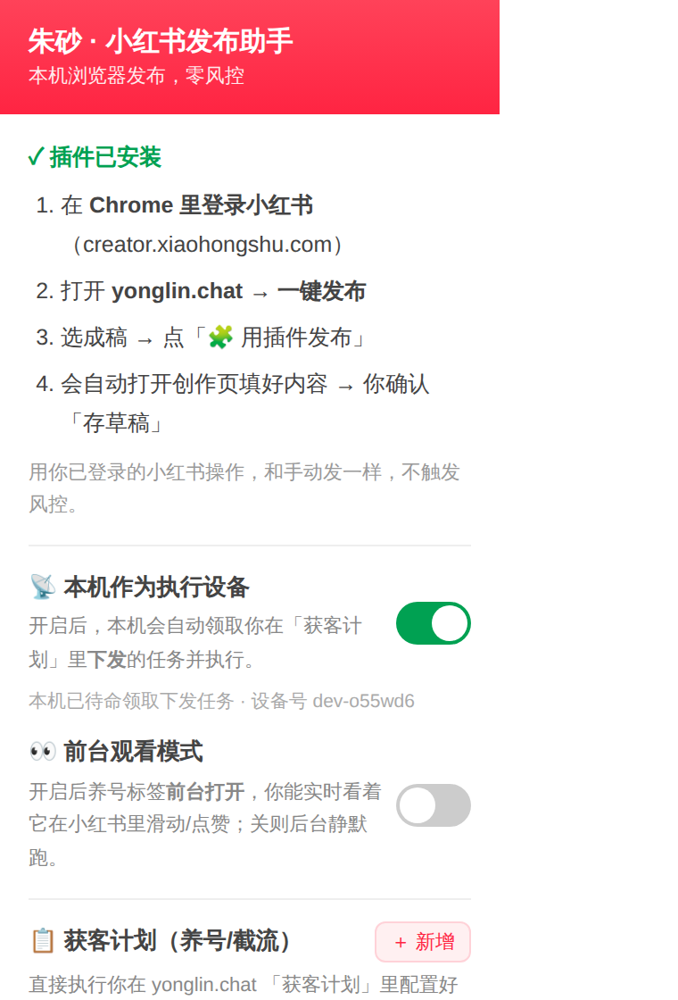 朱砂 · 小红书发布助手
本机浏览器发布，零风控
✓ 插件已安装
1. 在 Chrome 里登录小红书
（creator.xiaohongshu.com）
2. 打开 yonglin.chat → 一键发布
3. 选成稿 → 点「🧩 用插件发布」
4. 会自动打开创作页填好内容 → 你确认
「存草稿」
用你已登录的小红书操作，和手动发一样，不触发
风控。
📡 本机作为执行设备
开启后，本机会自动领取你在「获客计
划」里下发的任务并执行。
本机已待命领取下发任务 · 设备号 dev-o55wd6
👀 前台观看模式
开启后养号标签前台打开，你能实时看着
它在小红书里滑动/点赞；关则后台静默
跑。
📋 获客计划（养号/截流）
＋ 新增
直接执行你在 yonglin.chat 「获客计划」里配置好